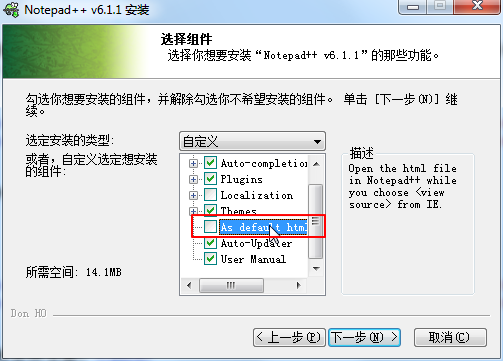 Notepad++ v6.1.1 安装
选择组件
选择你想要安装“Notepad++ v6.1.1”的那些功能。
勾选你想要安装的组件，并解除勾选你不希望安装的组件。 单击 [下一步(N)] 继
续。
选定安装的类型:
自定义
或者，自定义选定想安装
的组件:
Auto-completion
Plugins
Localization
Themes
As default html
Auto-Updater
User Manual
描述
Open the html file
in Notepad++ while
you choose <view
source> from IE.
所需空间: 14.1MB
Don HO
< 上一步(P)
下一步(N) >
取消(C)